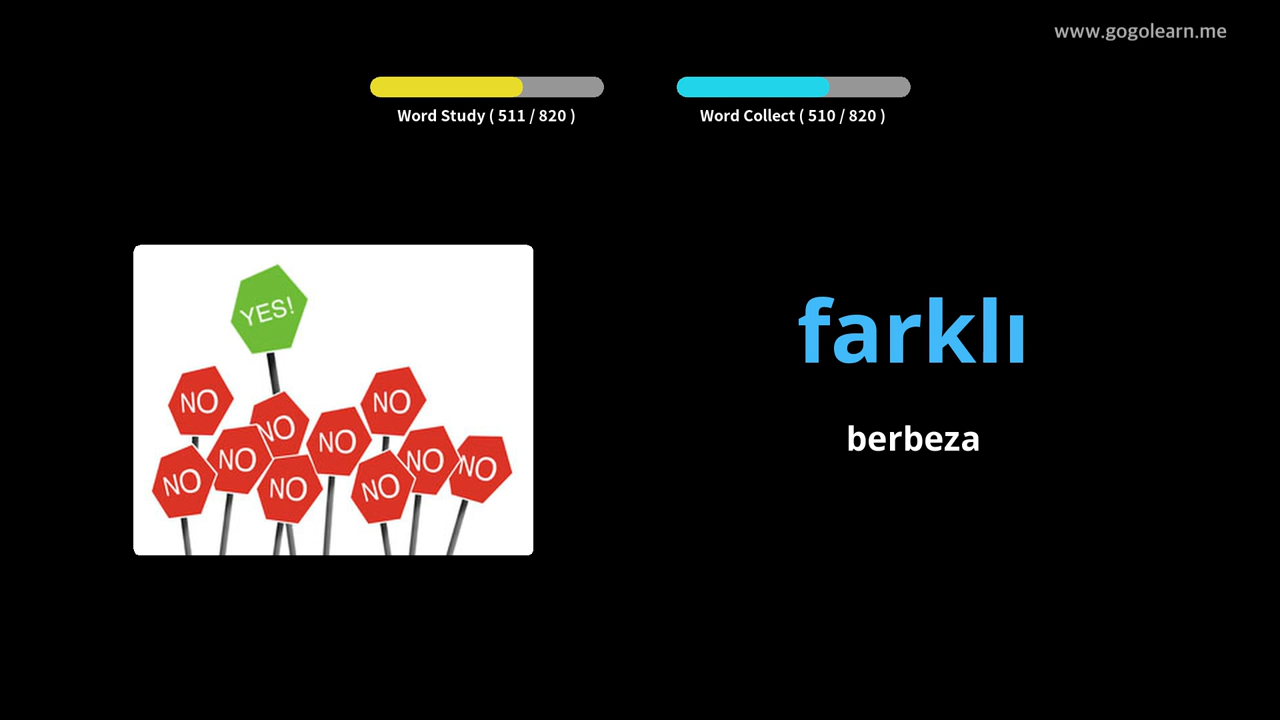 www.gogolearn.me
Word Study ( 511 / 820 )
Word Collect ( 510 / 820 )
YES!
NO
NO
NO
NO
NO
NO
NO
NO
NO
NO
farklı
berbeza